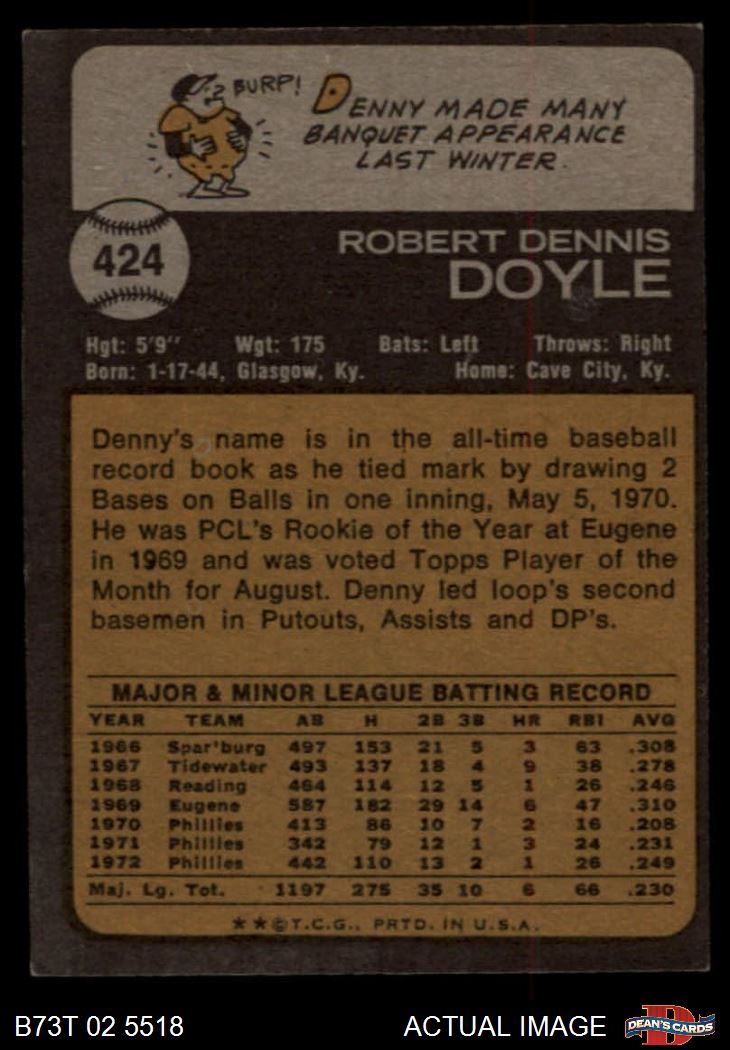 BURP!
DENNY MADE MANY
BANQUET APPEARANCE
LAST WINTER.
424
ROBERT DENNIS
DOYLE
Hgt: 5'9" Wgt: 175 Bats: Left Throws: Right
Born: 1-17-44, Glasgow, Ky. Home: Cave City, Ky.
Denny's name is in the all-time baseball
record book as he tied mark by drawing 2
Bases on Balls in one inning, May 5, 1970.
He was PCL's Rookie of the Year at Eugene
in 1969 and was voted Topps Player of the
Month for August. Denny led loop's second
basemen in Putouts, Assists and DP's.
MAJOR & MINOR LEAGUE BATTING RECORD
YEAR TEAM AB H 2B 3B HR RBI AVG
1966 Spar'burg 497 153 21 5 3 63 .308
1967 Tidewater 493 137 18 4 9 38 .278
1968 Reading 464 114 12 5 1 26 .246
1969 Eugene 587 182 29 14 6 47 .310
1970 Phillies 413 86 10 7 2 16 .208
1971 Phillies 342 79 12 1 3 24 .231
1972 Phillies 442 110 13 2 1 26 .249
Maj. Lg. Tot. 1197 275 35 10 6 66 .230
**©T.C.G., PRTD. IN U.S.A.
B73T 02 5518 ACTUAL IMAGE D DEAN'S CARDS